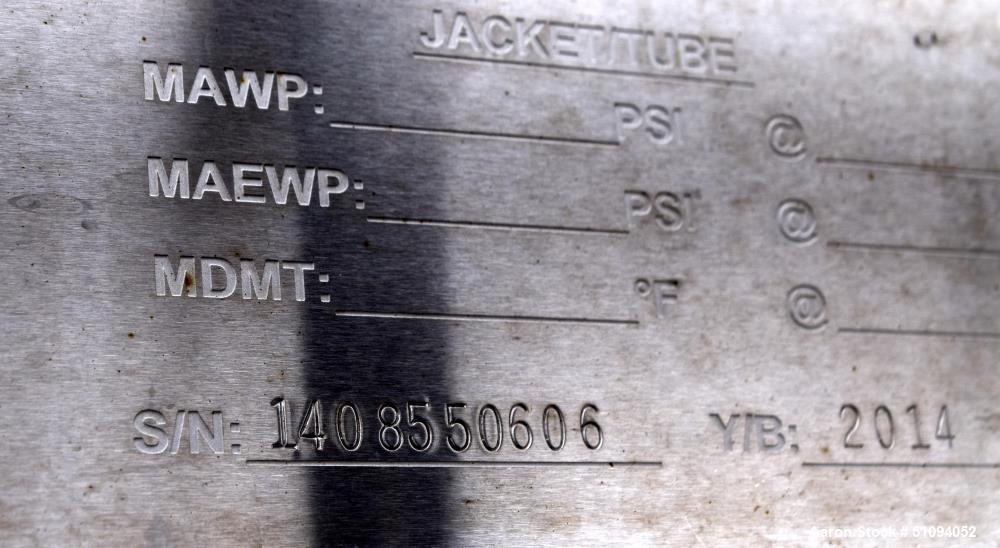 JACKET/TUBE
MAWP: PSI @
MAEWP: PSI @
MDMT: °F @
S/N: 1408550606 Y/B: 2014
Aaron Stock # 51094052